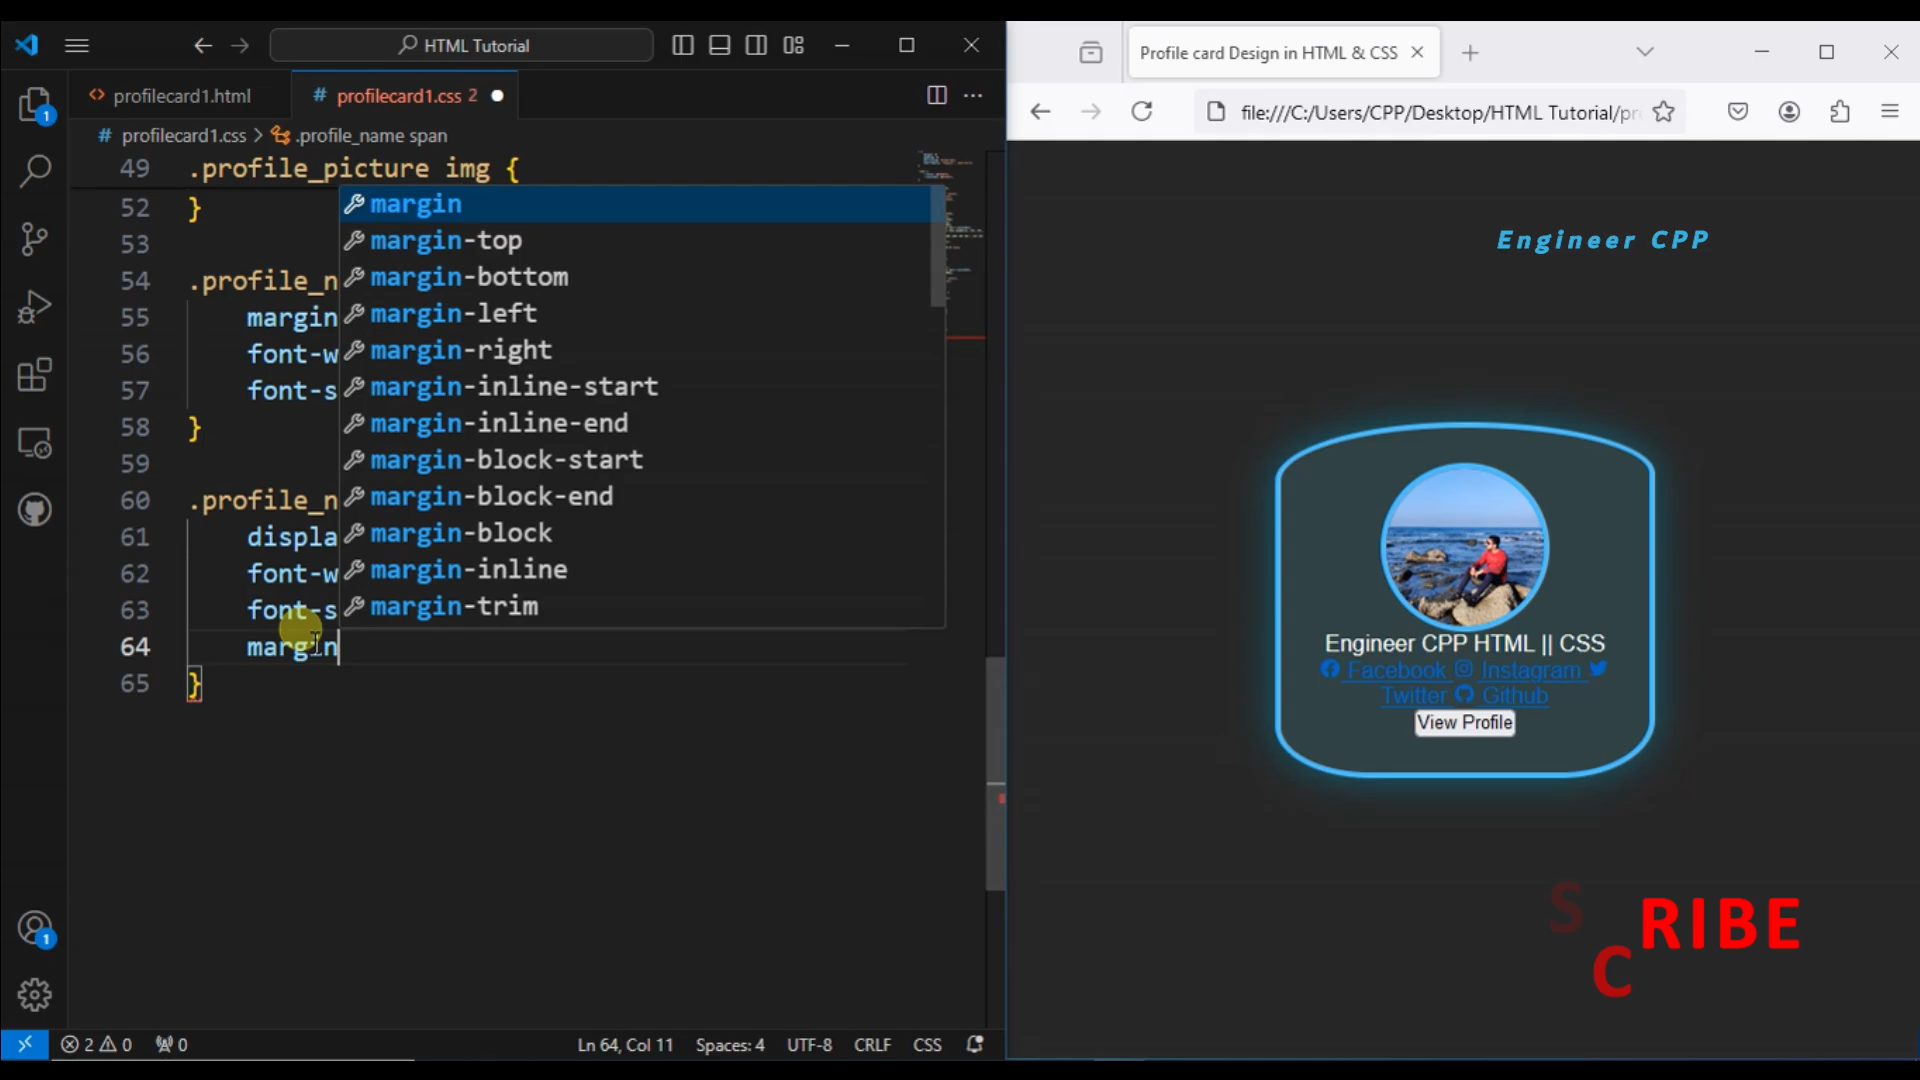 HTML Tutorial
profilecard1.html
# profilecard1.css 2
# profilecard1.css > .profile_name span
49 .profile_picture img {
52 }
53
54 .profile_n
55 margin
56 font-w
57 font-s
58 }
59
60 .profile_n
61 displa
62 font-w
63 font-s
64 margin
65 }
margin
margin-top
margin-bottom
margin-left
margin-right
margin-inline-start
margin-inline-end
margin-block-start
margin-block-end
margin-block
margin-inline
margin-trim
1
1
2 0 0
Ln 64, Col 11 Spaces: 4 UTF-8 CRLF CSS
Profile card Design in HTML & CSS
file:///C:/Users/CPP/Desktop/HTML Tutorial/pr
Engineer CPP
Engineer CPP HTML || CSS
Facebook Instagram
Twitter Github
View Profile
S C RIBE